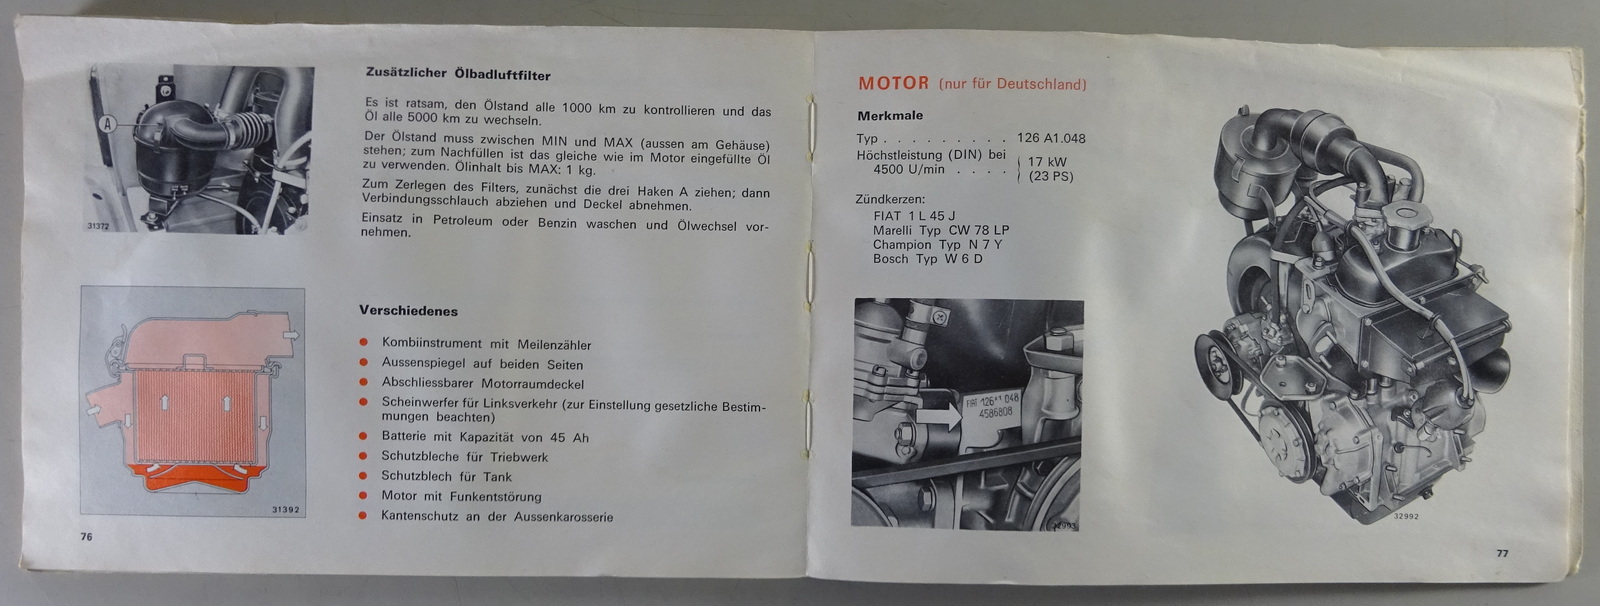 A
31372
Zusätzlicher Ölbadluftfilter
Es ist ratsam, den Ölstand alle 1000 km zu kontrollieren und das
Öl alle 5000 km zu wechseln.
Der Ölstand muss zwischen MIN und MAX (aussen am Gehäuse)
stehen; zum Nachfüllen ist das gleiche wie im Motor eingefüllte Öl
zu verwenden. Ölinhalt bis MAX: 1 kg.
Zum Zerlegen des Filters, zunächst die drei Haken A ziehen; dann
Verbindungsschlauch abziehen und Deckel abnehmen.
Einsatz in Petroleum oder Benzin waschen und Ölwechsel vor-
nehmen.
31392
Verschiedenes
Kombiinstrument mit Meilenzähler
Aussenspiegel auf beiden Seiten
Abschliessbarer Motorraumdeckel
Scheinwerfer für Linksverkehr (zur Einstellung gesetzliche Bestim-
mungen beachten)
Batterie mit Kapazität von 45 Ah
Schutzbleche für Triebwerk
Schutzblech für Tank
Motor mit Funkentstörung
Kantenschutz an der Aussenkarosserie
76
MOTOR (nur für Deutschland)
Merkmale
Typ . . . . . . . . . . 126 A1.048
Höchstleistung (DIN) bei
4500 U/min . . . . 17 kW
(23 PS)
Zündkerzen:
FIAT 1 L 45 J
Marelli Typ CW 78 LP
Champion Typ N 7 Y
Bosch Typ W 6 D
FIAT 126*1 048
4586808
32992
77